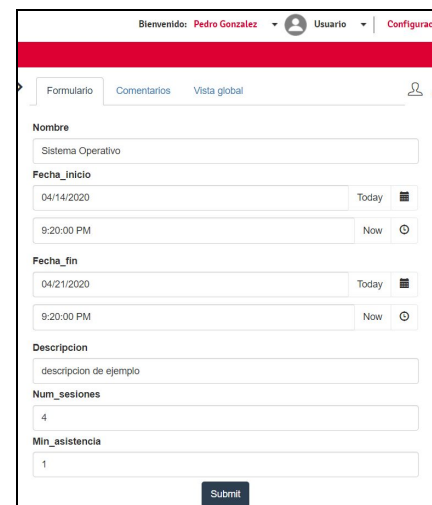 Bienvenido: Pedro Gonzalez Usuario Configurac
Formulario Comentarios Vista global
Nombre
Sistema Operativo
Fecha_inicio
04/14/2020 Today
9:20:00 PM Now
Fecha_fin
04/21/2020 Today
9:20:00 PM Now
Descripcion
descripcion de ejemplo
Num_sesiones
4
Min_asistencia
1
Submit